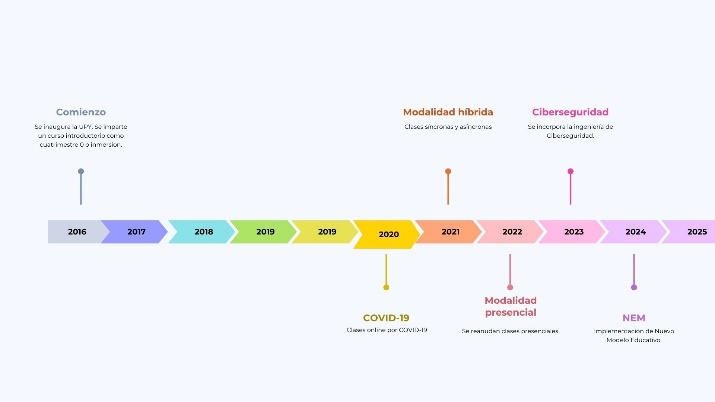 Comienzo
Se inaugura la UPY. Se imparte
un curso introductorio como
cuatrimestre 0 o inmersion.
Modalidad híbrida
Clases síncronas y asíncronas
Ciberseguridad
Se incorpora la ingeniería de
Ciberseguridad.
2016
2017
2018
2019
2019
2020
2021
2022
2023
2024
2025
COVID-19
Clases online por COVID-19
Modalidad
presencial
Se reanudan clases presenciales
NEM
Implementación de Nuevo
Modelo Educativo